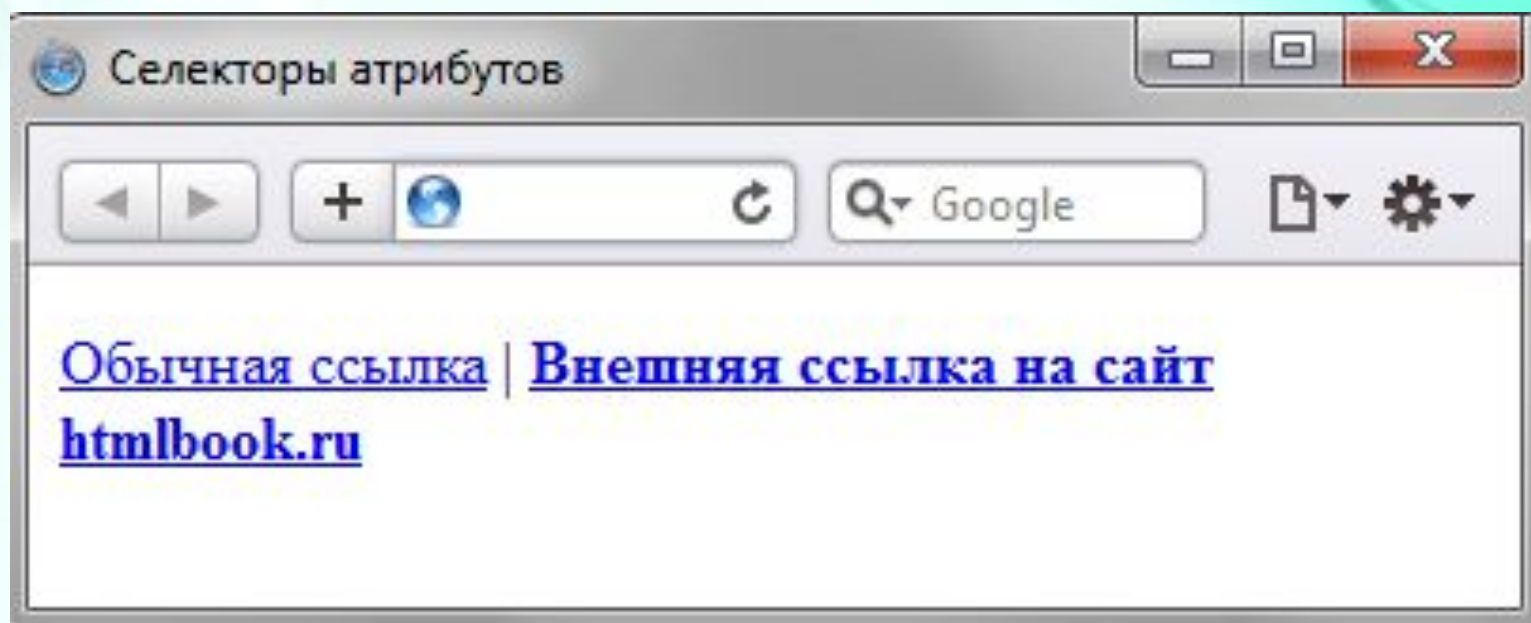 Селекторы атрибутов
Google
Обычная ссылка | Внешняя ссылка на сайт
htmlbook.ru